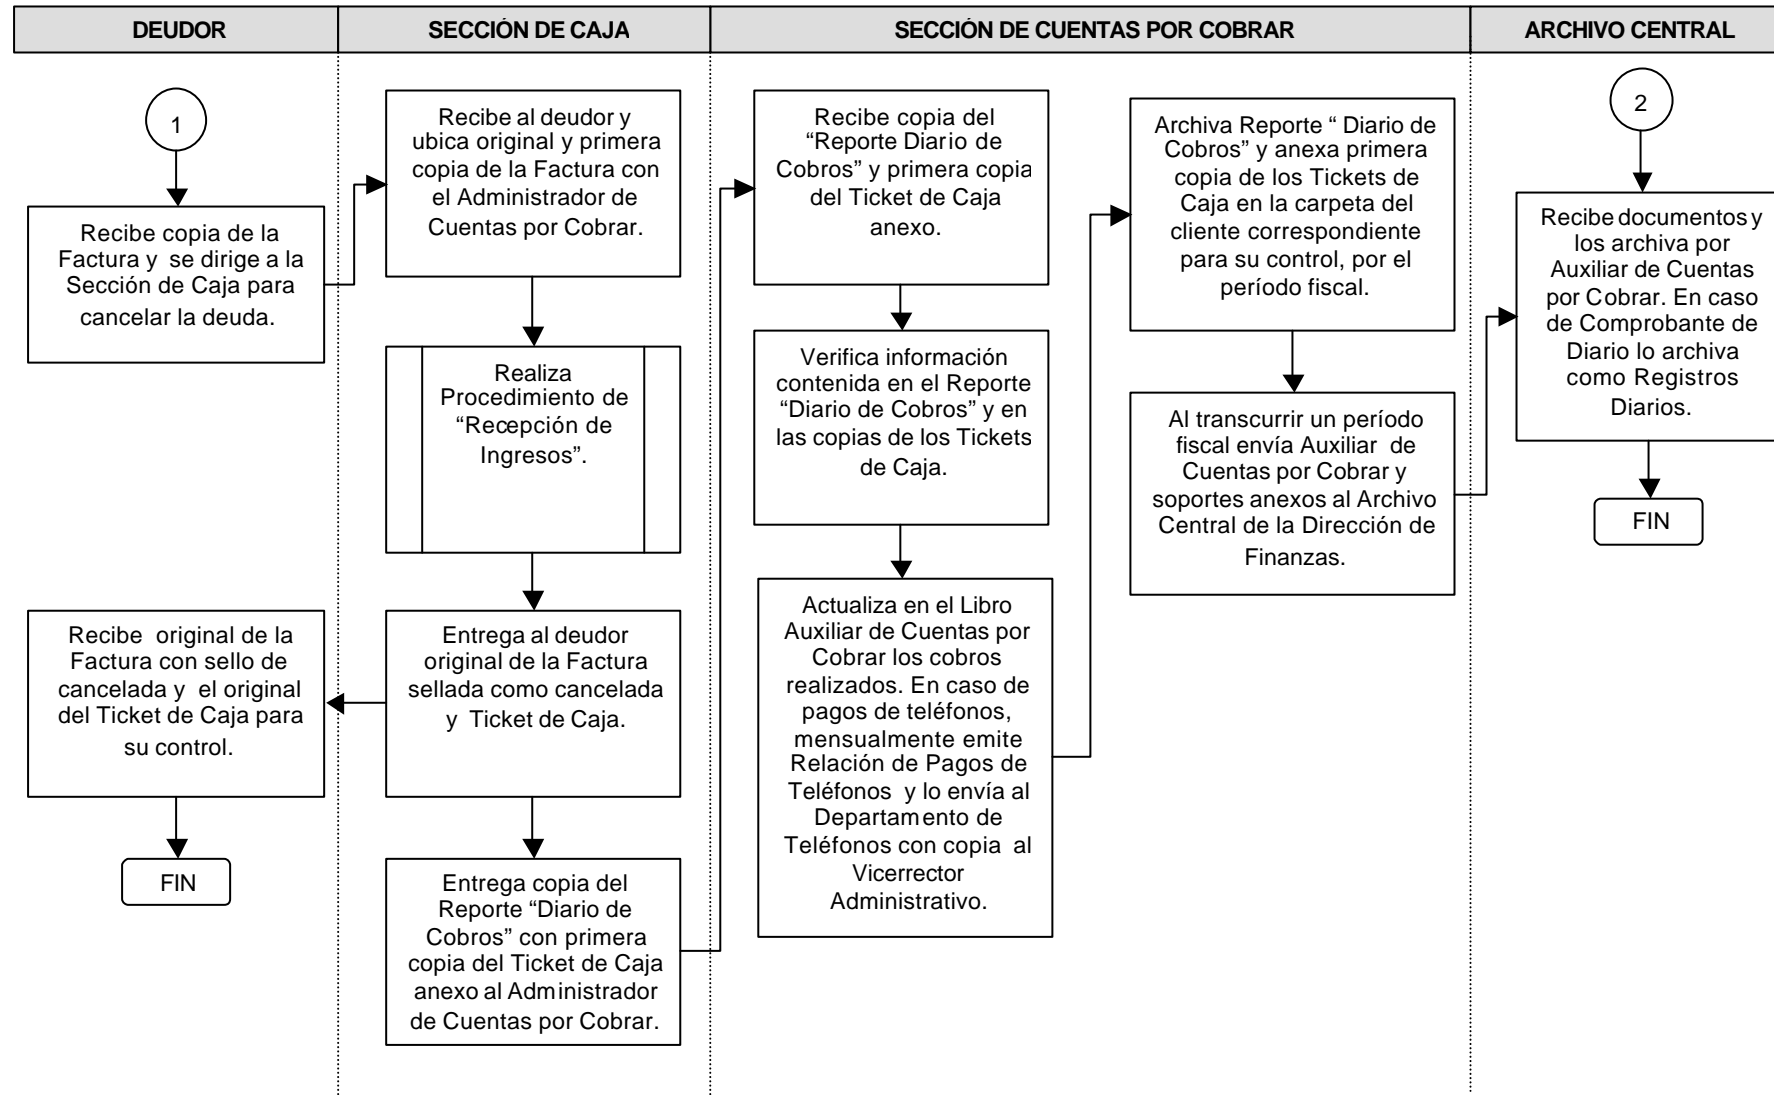 DEUDOR
SECCIÓN DE CAJA
SECCIÓN DE CUENTAS POR COBRAR
ARCHIVO CENTRAL
1
Recibe copia de la
Factura y se dirige a la
Sección de Caja para
cancelar la deuda.
Recibe original de la
Factura con sello de
cancelada y el original
del Ticket de Caja para
su control.
FIN
Recibe al deudor y
ubica original y primera
copia de la Factura con
el Administrador de
Cuentas por Cobrar.
Realiza
Procedimiento de
“Recepción de
Ingresos”.
Entrega al deudor
original de la Factura
sellada como cancelada
y Ticket de Caja.
Entrega copia del
Reporte “Diario de
Cobros” con primera
copia del Ticket de Caja
anexo al Administrador
de Cuentas por Cobrar.
Recibe copia del
“Reporte Diario de
Cobros” y primera copia
del Ticket de Caja
anexo.
Verifica información
contenida en el Reporte
“Diario de Cobros” y en
las copias de los Tickets
de Caja.
Actualiza en el Libro
Auxiliar de Cuentas por
Cobrar los cobros
realizados. En caso de
pagos de teléfonos,
mensualmente emite
Relación de Pagos de
Teléfonos y lo envía al
Departamento de
Teléfonos con copia al
Vicerrector
Administrativo.
Archiva Reporte “ Diario de
Cobros” y anexa primera
copia de los Tickets de
Caja en la carpeta del
cliente correspondiente
para su control, por el
período fiscal.
Al transcurrir un período
fiscal envía Auxiliar de
Cuentas por Cobrar y
soportes anexos al Archivo
Central de la Dirección de
Finanzas.
2
Recibe documentos y
los archiva por
Auxiliar de Cuentas
por Cobrar. En caso
de Comprobante de
Diario lo archiva
como Registros
Diarios.
FIN